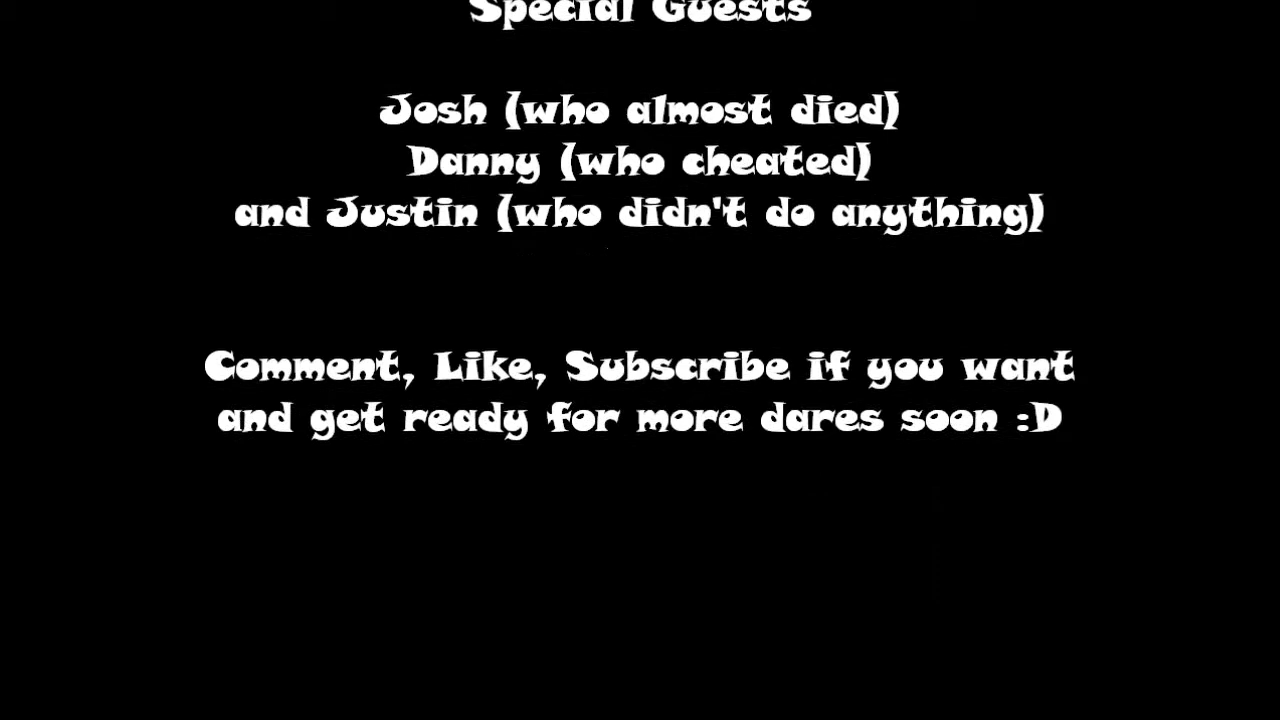 Special Guests
Josh (who almost died)
Danny (who cheated)
and Justin (who didn't do anything)
Comment, Like, Subscribe if you want
and get ready for more dares soon :D